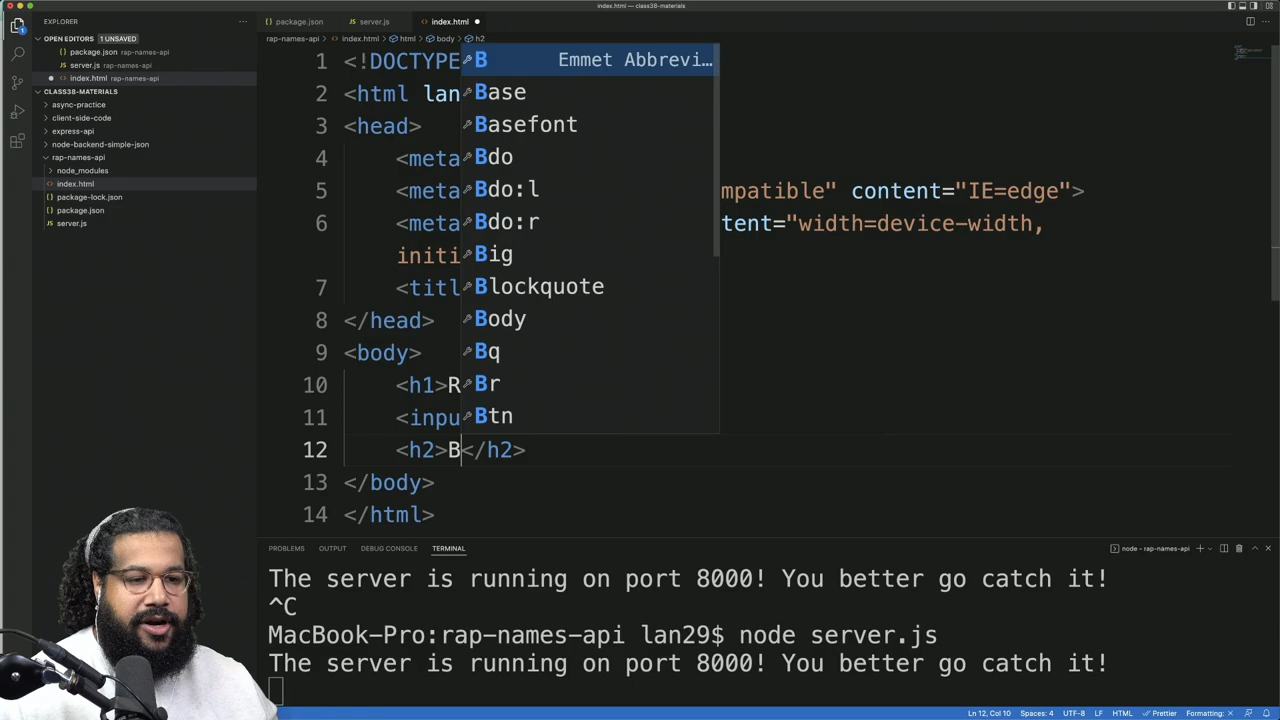 index.html — class38-materials
EXPLORER
package.json
server.js
index.html
OPEN EDITORS 1 UNSAVED
package.json rap-names-api
server.js rap-names-api
index.html rap-names-api
CLASS38-MATERIALS
async-practice
client-side-code
express-api
node-backend-simple-json
rap-names-api
node_modules
index.html
package-lock.json
package.json
server.js
rap-names-api > index.html > html > body > h2
1 <!DOCTYPE
2 <html lan
3 <head>
4 <meta
5 <meta mpatible" content="IE=edge">
6 <meta tent="width=device-width,
initi
7 <titl
8 </head>
9 <body>
10 <h1>R
11 <inpu
12 <h2>B</h2>
13 </body>
14 </html>
B Emmet Abbrevi…
Base
Basefont
Bdo
Bdo:l
Bdo:r
Big
Blockquote
Body
Bq
Br
Btn
PROBLEMS OUTPUT DEBUG CONSOLE TERMINAL
node - rap-names-api
The server is running on port 8000! You better go catch it!
^C
MacBook-Pro:rap-names-api lan29$ node server.js
The server is running on port 8000! You better go catch it!
Ln 12, Col 10 Spaces: 4 UTF-8 LF HTML Prettier Formatting: ×